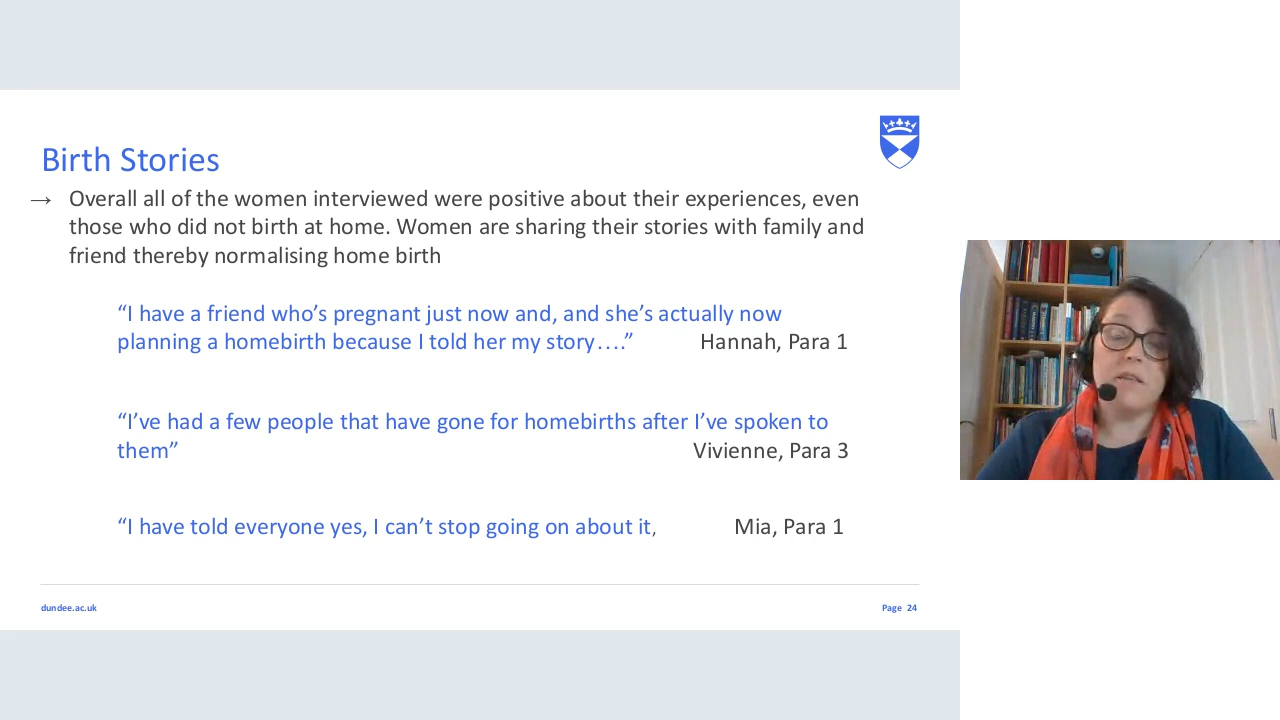 Birth Stories
→ Overall all of the women interviewed were positive about their experiences, even
those who did not birth at home. Women are sharing their stories with family and
friend thereby normalising home birth
“I have a friend who’s pregnant just now and, and she’s actually now
planning a homebirth because I told her my story….” Hannah, Para 1
“I’ve had a few people that have gone for homebirths after I’ve spoken to
them” Vivienne, Para 3
“I have told everyone yes, I can’t stop going on about it, Mia, Para 1
dundee.ac.uk
Page 24